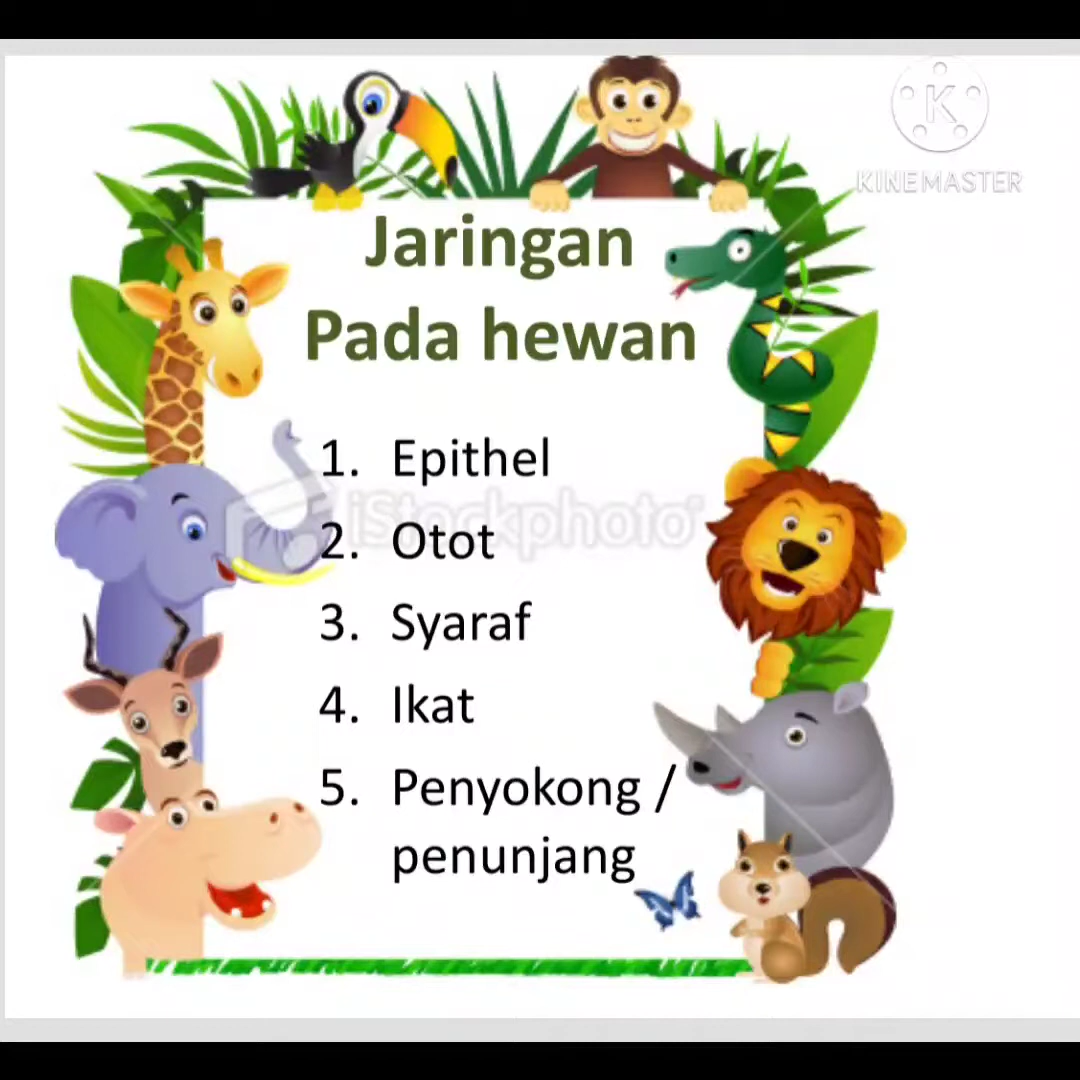 KINEMASTER
Jaringan
Pada hewan
1. Epithel
iStockphoto
2. Otot
3. Syaraf
4. Ikat
5. Penyokong /
penunjang